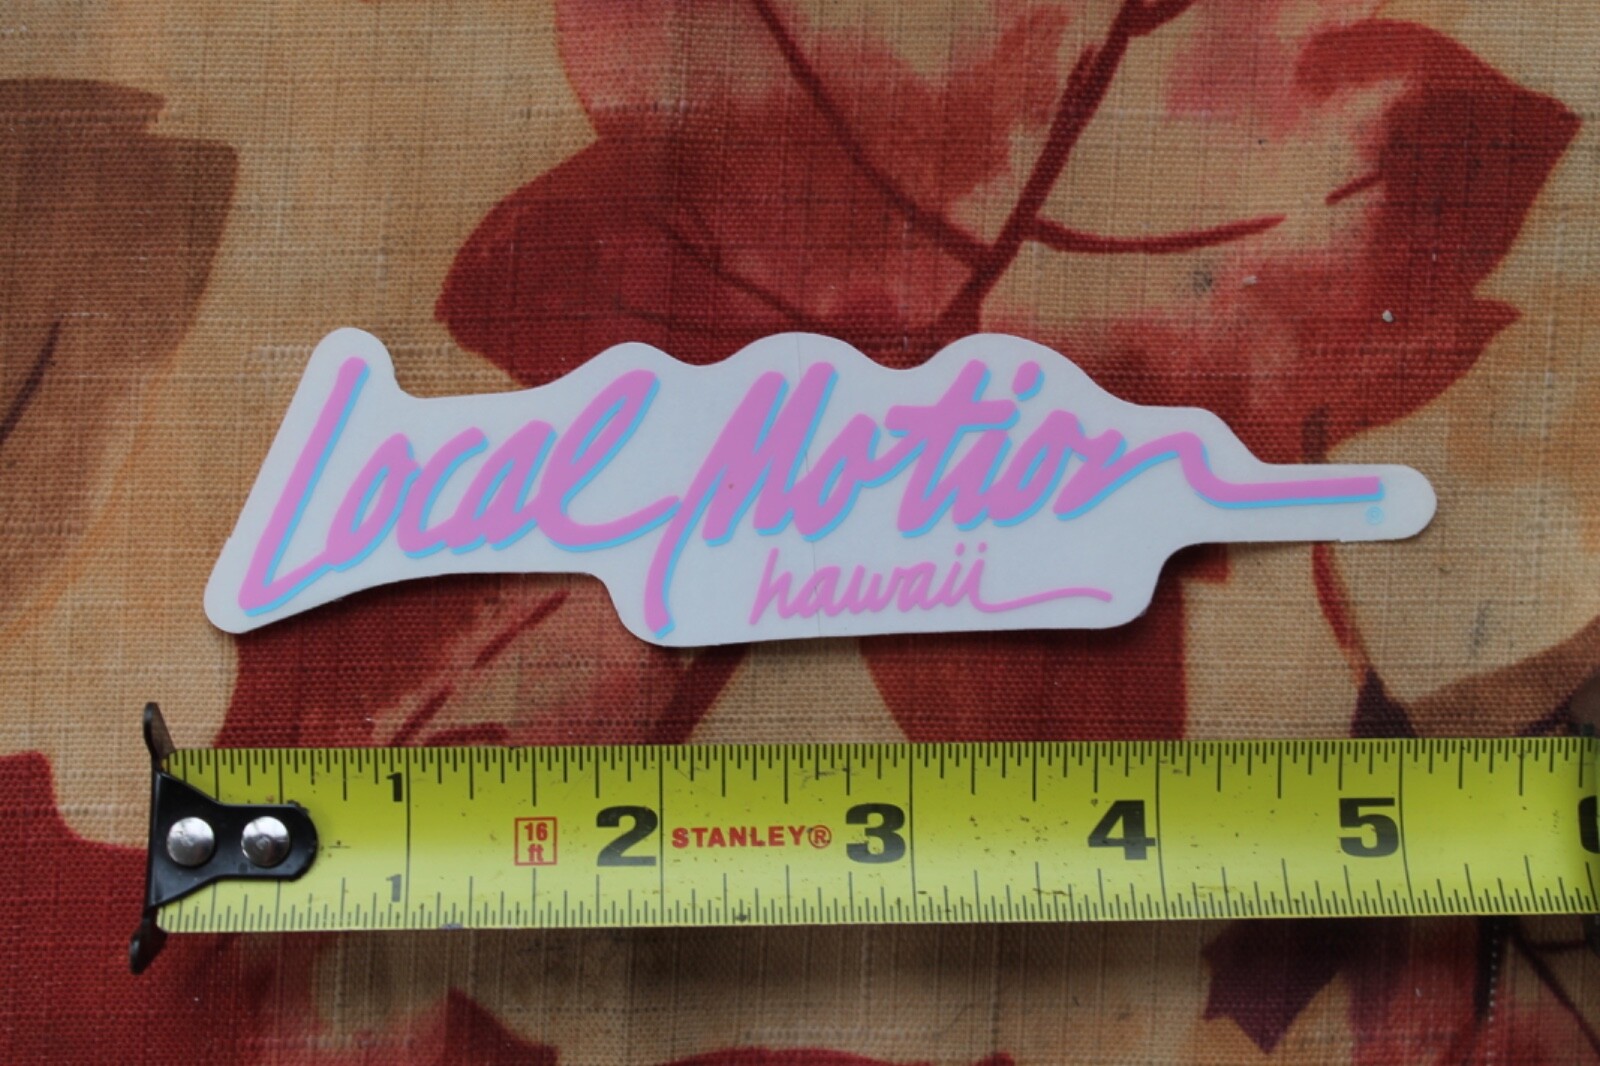 Local Motion ®
hawaii
1
16
ft
2 STANLEY® 3 4 5
1